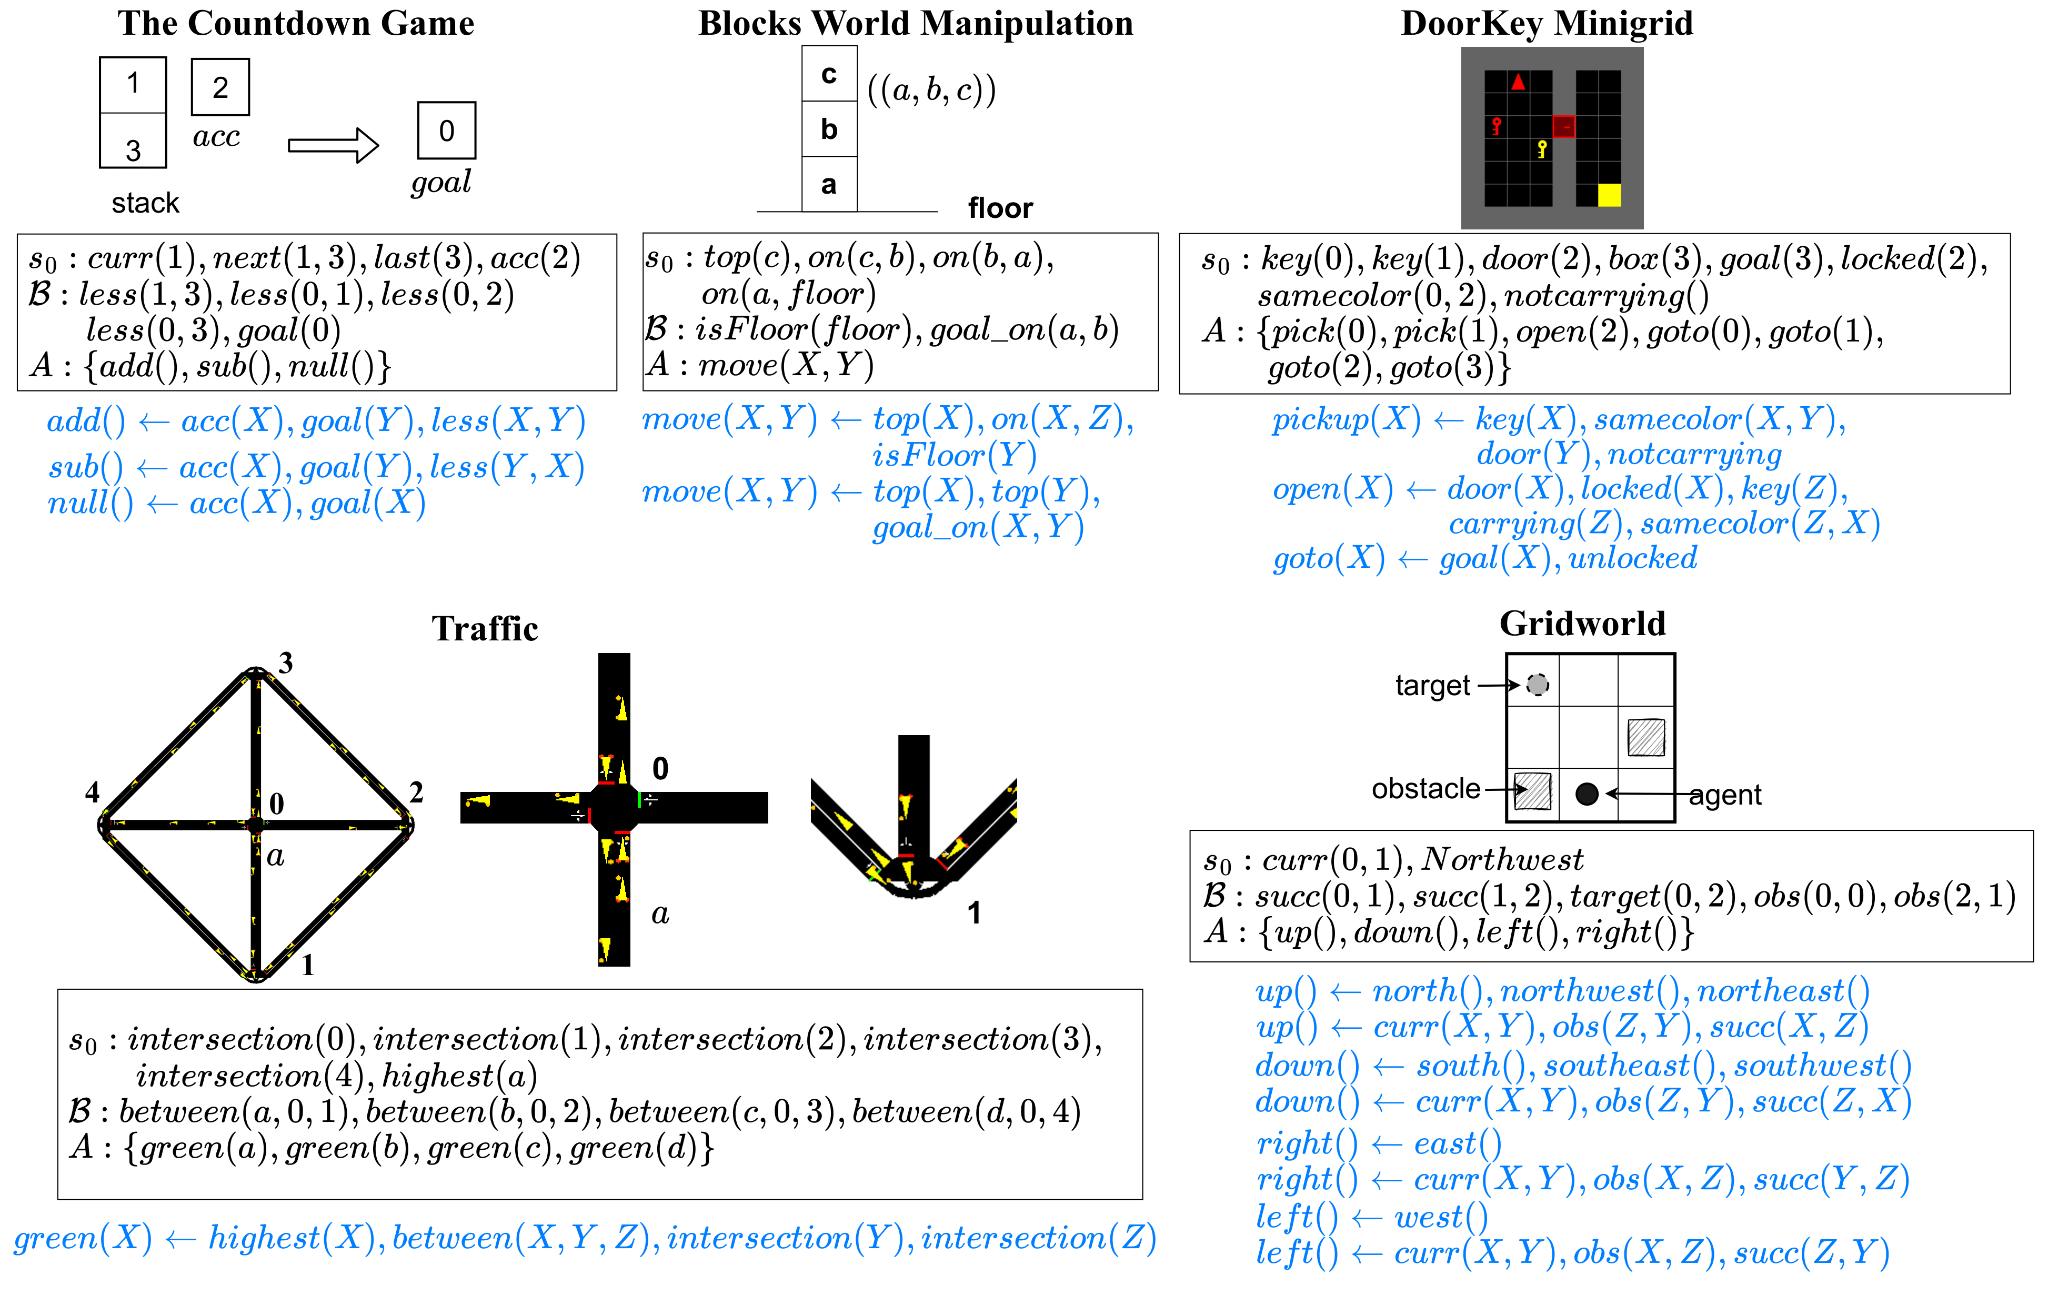 The Countdown Game
1
3
stack
2
acc
0
goal
s₀ : curr(1), next(1, 3), last(3), acc(2)
ℬ : less(1, 3), less(0, 1), less(0, 2)
less(0, 3), goal(0)
A : {add(), sub(), null()}
add() ← acc(X), goal(Y), less(X, Y)
sub() ← acc(X), goal(Y), less(Y, X)
null() ← acc(X), goal(X)
Blocks World Manipulation
c
((a, b, c))
b
a
floor
s₀ : top(c), on(c, b), on(b, a),
on(a, floor)
ℬ : isFloor(floor), goal_on(a, b)
A : move(X, Y)
move(X, Y) ← top(X), on(X, Z),
isFloor(Y)
move(X, Y) ← top(X), top(Y),
goal_on(X, Y)
DoorKey Minigrid
s₀ : key(0), key(1), door(2), box(3), goal(3), locked(2),
samecolor(0, 2), notcarrying()
A : {pick(0), pick(1), open(2), goto(0), goto(1),
goto(2), goto(3)}
pickup(X) ← key(X), samecolor(X, Y),
door(Y), notcarrying
open(X) ← door(X), locked(X), key(Z),
carrying(Z), samecolor(Z, X)
goto(X) ← goal(X), unlocked
Traffic
3
4
0
2
a
1
0
a
1
s₀ : intersection(0), intersection(1), intersection(2), intersection(3),
intersection(4), highest(a)
ℬ : between(a, 0, 1), between(b, 0, 2), between(c, 0, 3), between(d, 0, 4)
A : {green(a), green(b), green(c), green(d)}
green(X) ← highest(X), between(X, Y, Z), intersection(Y), intersection(Z)
Gridworld
target
obstacle
agent
s₀ : curr(0, 1), Northwest
ℬ : succ(0, 1), succ(1, 2), target(0, 2), obs(0, 0), obs(2, 1)
A : {up(), down(), left(), right()}
up() ← north(), northwest(), northeast()
up() ← curr(X, Y), obs(Z, Y), succ(X, Z)
down() ← south(), southeast(), southwest()
down() ← curr(X, Y), obs(Z, Y), succ(Z, X)
right() ← east()
right() ← curr(X, Y), obs(X, Z), succ(Y, Z)
left() ← west()
left() ← curr(X, Y), obs(X, Z), succ(Z, Y)